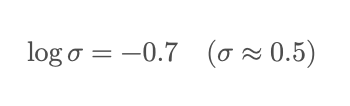 log σ = −0.7 (σ ≈ 0.5)